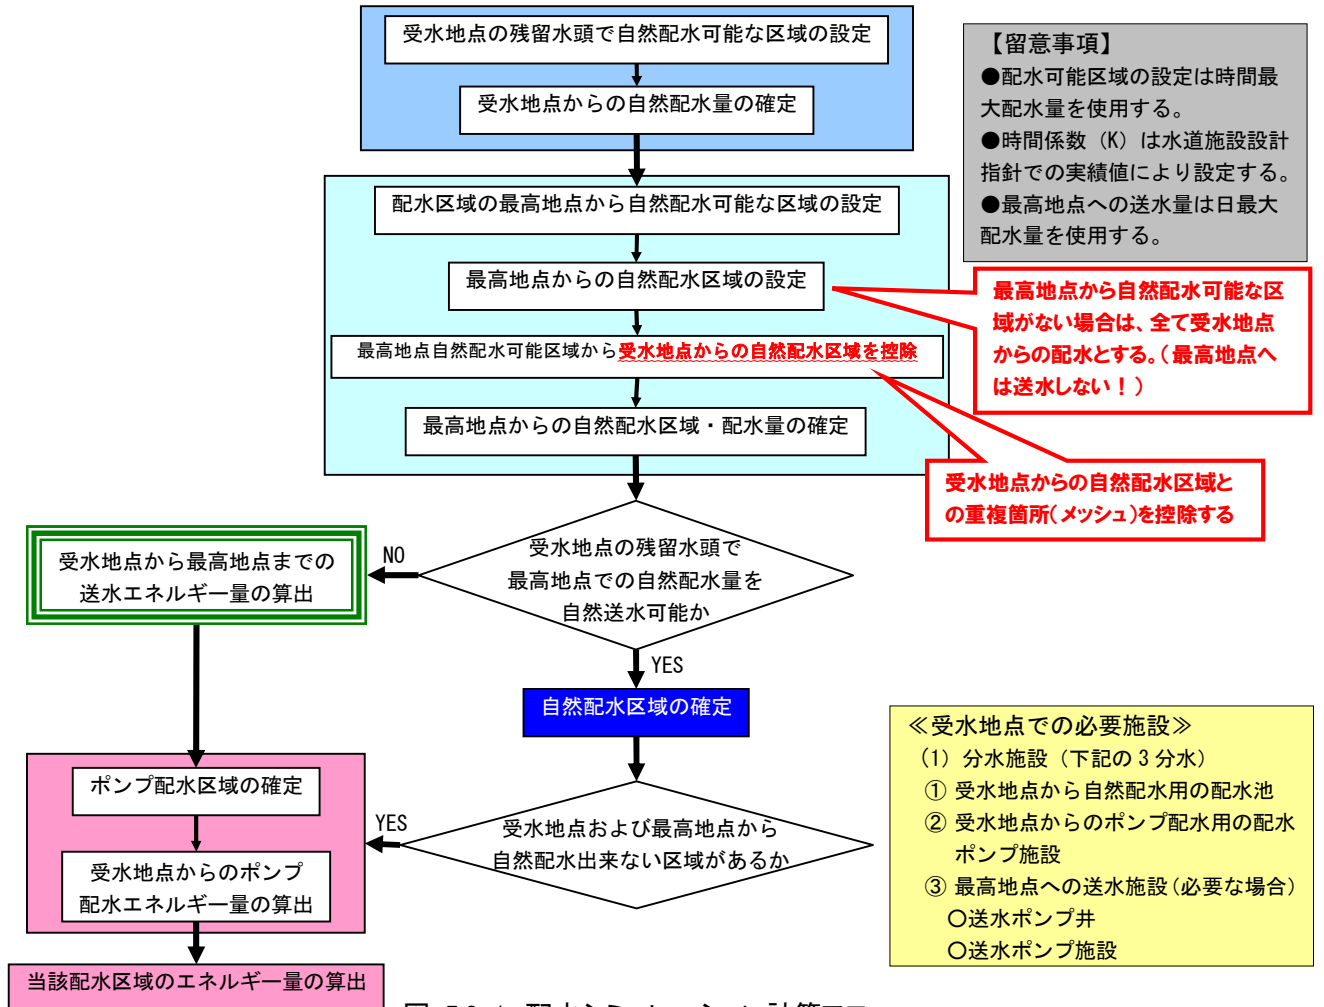 受水地点の残留水頭で自然配水可能な区域の設定
受水地点からの自然配水量の確定
【留意事項】
●配水可能区域の設定は時間最
大配水量を使用する。
●時間係数（K）は水道施設設計
指針での実績値により設定する。
●最高地点への送水量は日最大
配水量を使用する。
配水区域の最高地点から自然配水可能な区域の設定
最高地点からの自然配水区域の設定
最高地点自然配水可能区域から受水地点からの自然配水区域を控除
最高地点からの自然配水区域・配水量の確定
最高地点から自然配水可能な区
域がない場合は、全て受水地点
からの配水とする。（最高地点へ
は送水しない！）
受水地点からの自然配水区域と
の重複箇所（メッシュ）を控除する
受水地点の残留水頭で
最高地点での自然配水量を
自然送水可能か
NO
受水地点から最高地点までの
送水エネルギー量の算出
YES
自然配水区域の確定
受水地点および最高地点から
自然配水出来ない区域があるか
YES
ポンプ配水区域の確定
受水地点からのポンプ
配水エネルギー量の算出
当該配水区域のエネルギー量の算出
≪受水地点での必要施設≫
（1）分水施設（下記の3分水）
① 受水地点から自然配水用の配水池
② 受水地点からのポンプ配水用の配水
ポンプ施設
③ 最高地点への送水施設（必要な場合）
○送水ポンプ井
○送水ポンプ施設